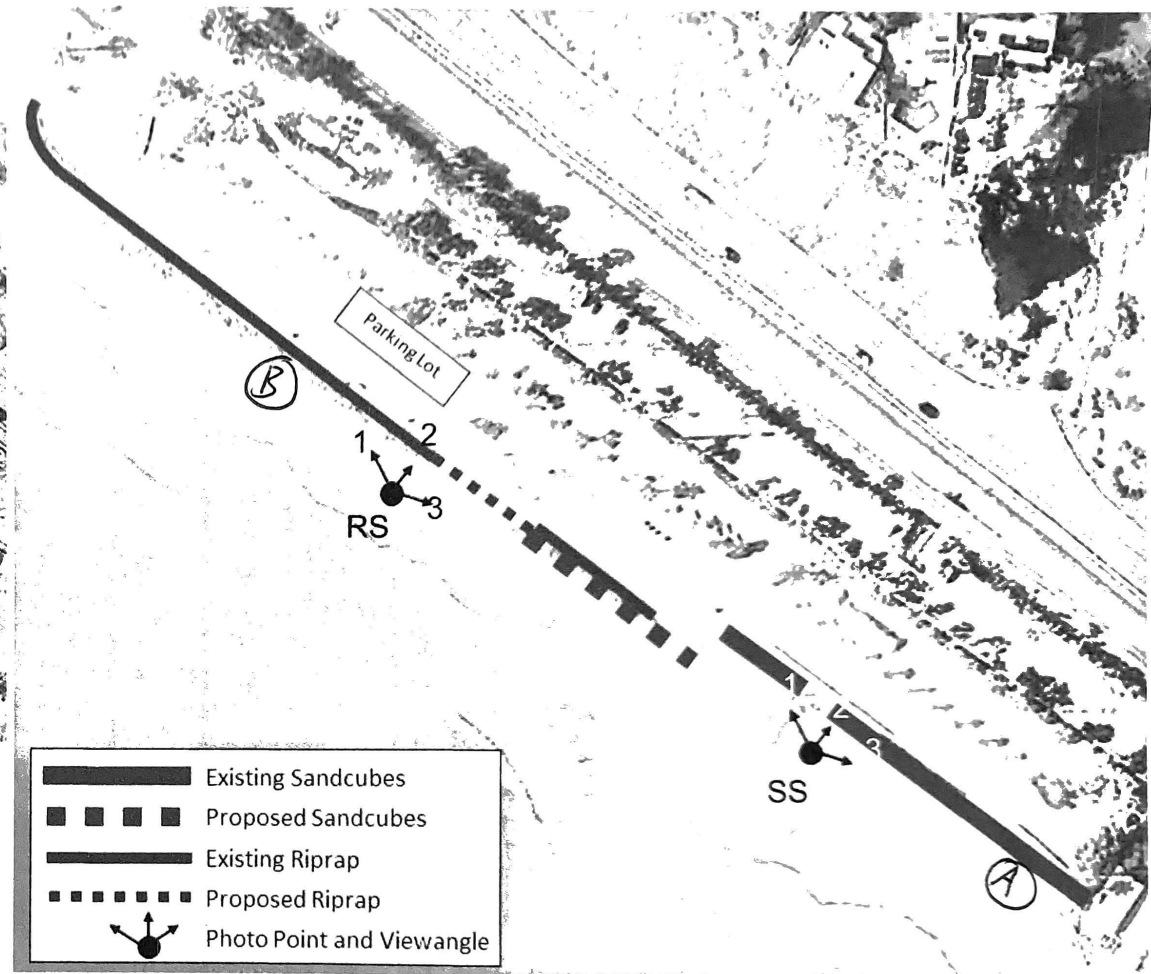 Parking Lot
B
1
2
3
RS
1
2
3
SS
A
Existing Sandcubes
Proposed Sandcubes
Existing Riprap
Proposed Riprap
Photo Point and Viewangle